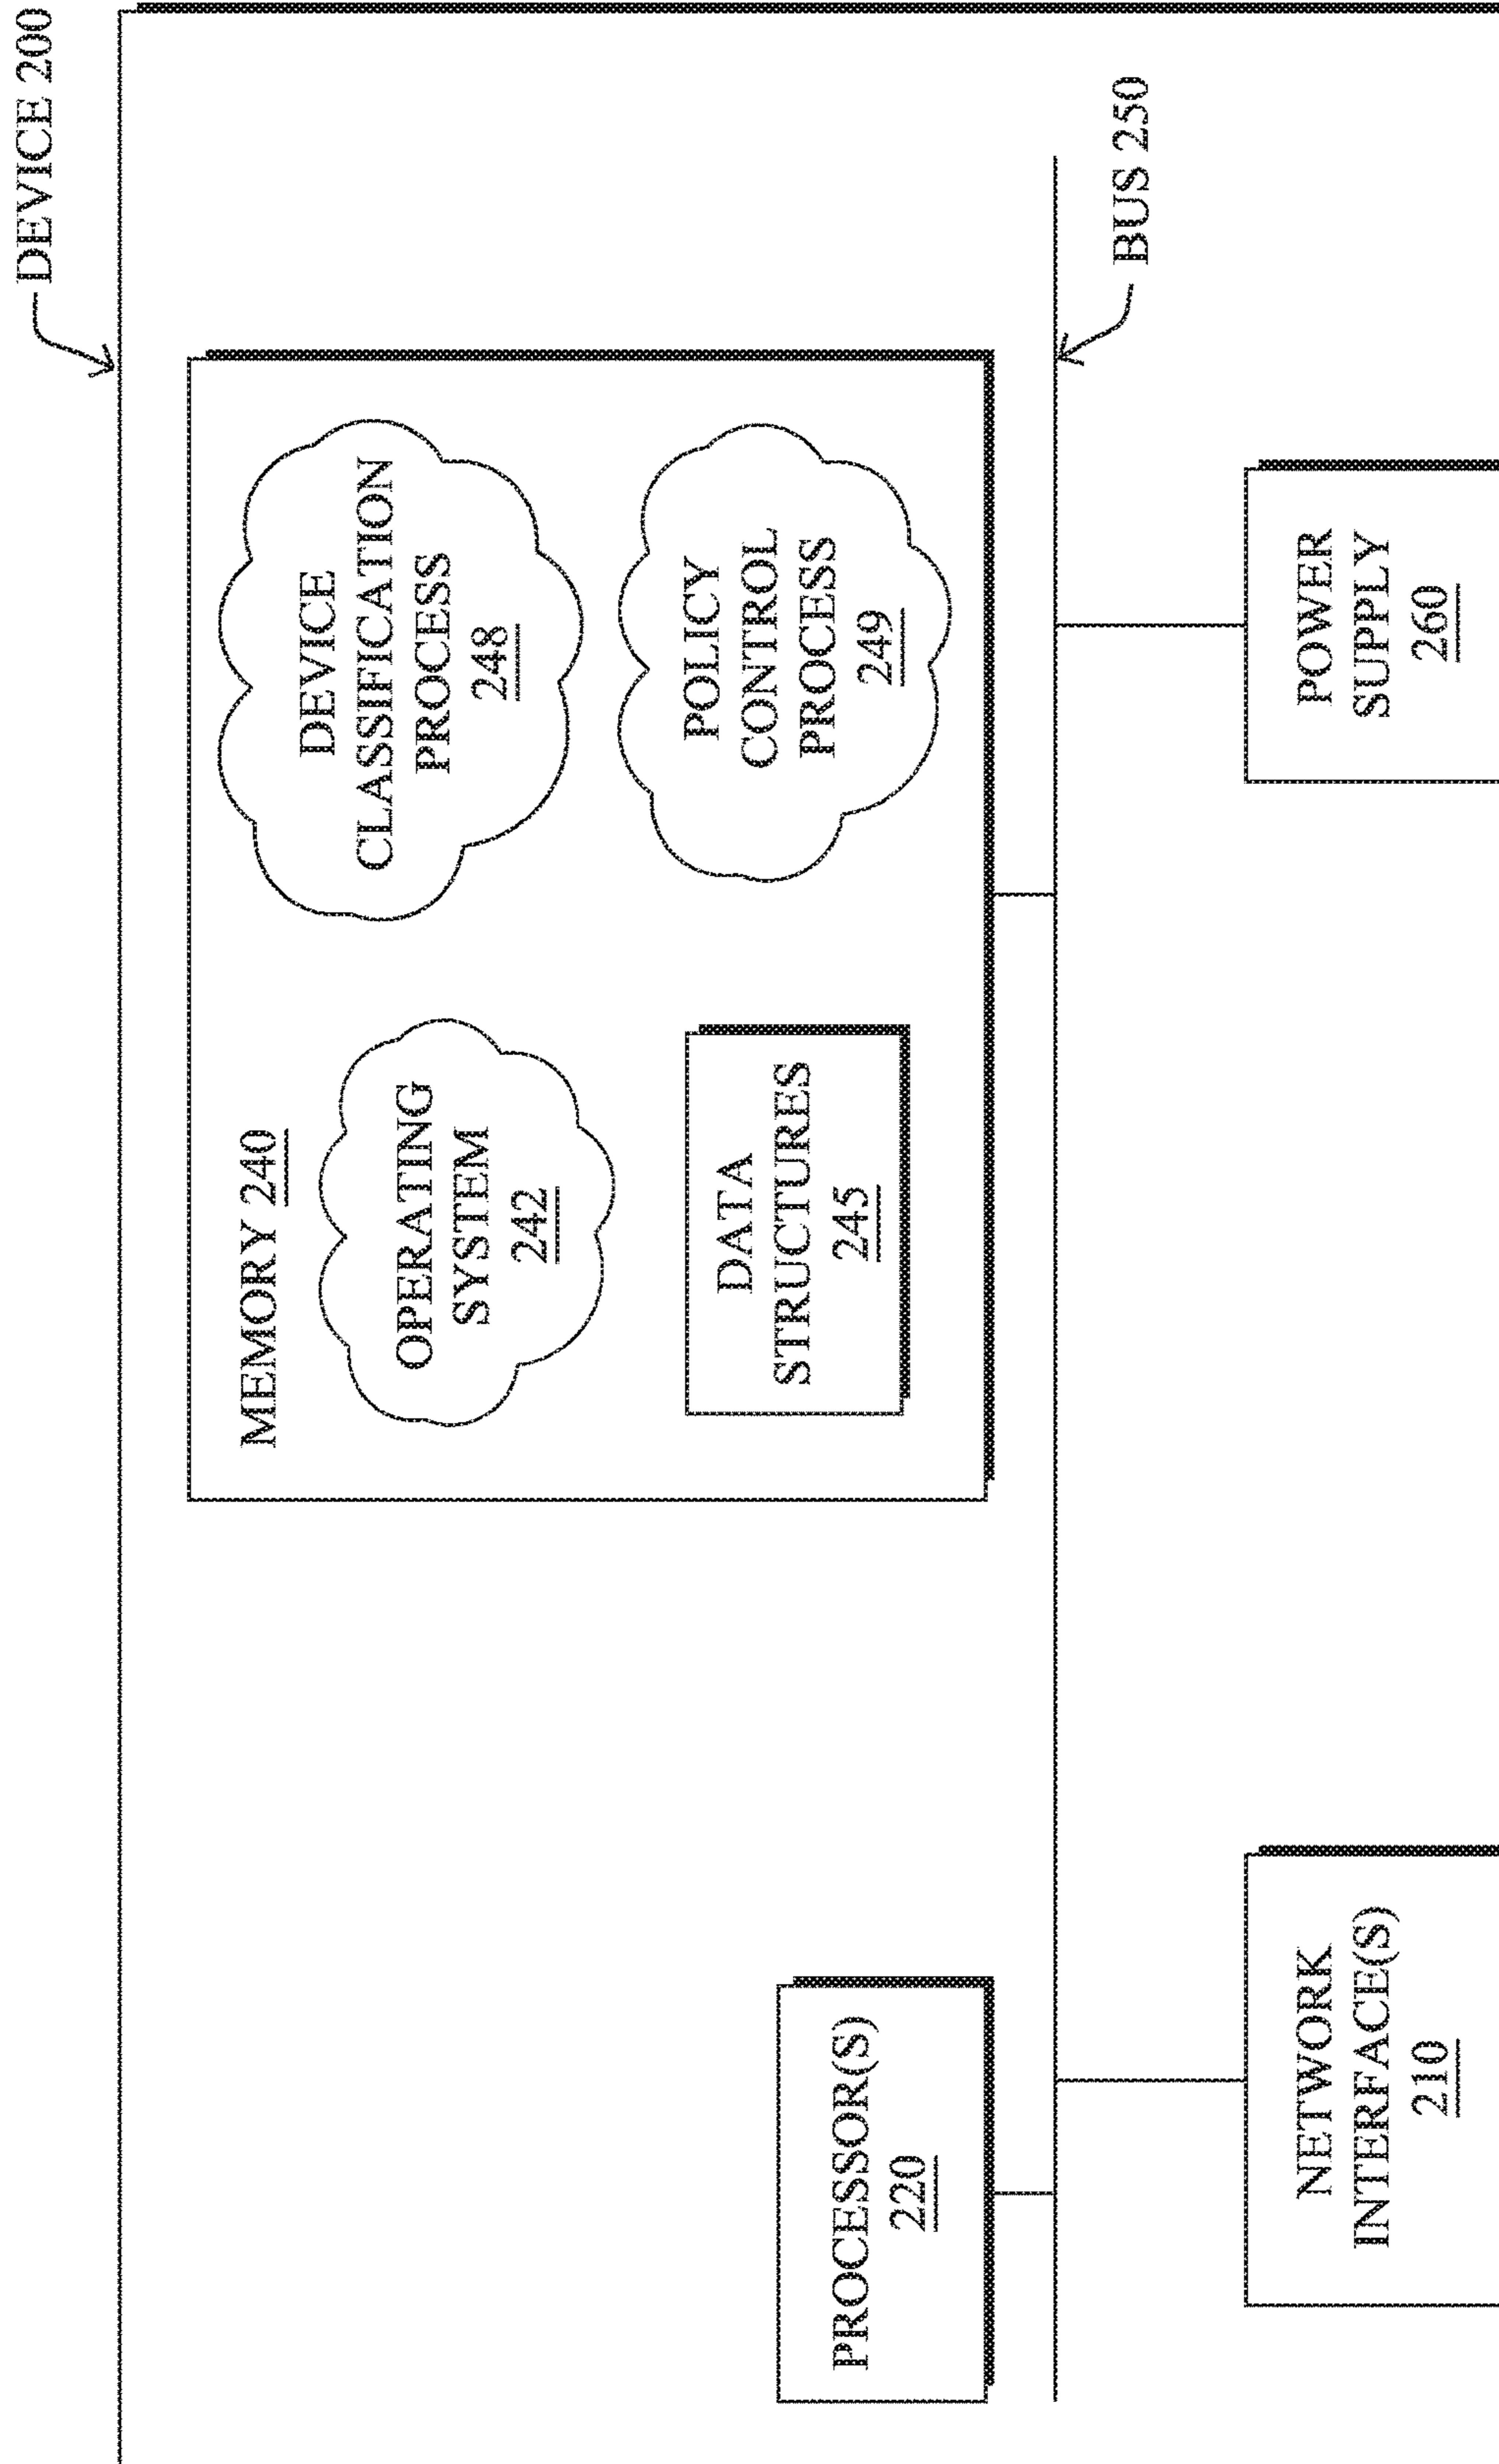 DEVICE 200
MEMORY 240
OPERATING
SYSTEM
242
DATA
STRUCTURES
245
DEVICE
CLASSIFICATION
PROCESS
248
POLICY
CONTROL
PROCESS
249
PROCESSOR(S)
220
BUS 250
NETWORK
INTERFACE(S)
210
POWER
SUPPLY
260